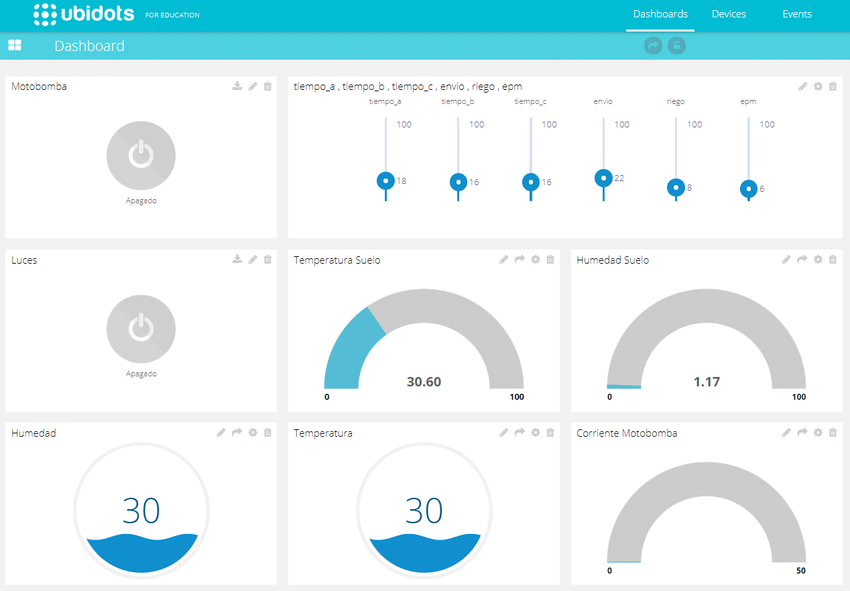 ubidots FOR EDUCATION
Dashboards Devices Events
Dashboard
Motobomba
Apagado
tiempo_a , tiempo_b , tiempo_c , envio , riego , epm
tiempo_a tiempo_b tiempo_c envio riego epm
100 100 100 100 100 100
18 16 16 22 8 6
Luces
Apagado
Temperatura Suelo
30.60
0 100
Humedad Suelo
1.17
0 100
Humedad
30
Temperatura
30
Corriente Motobomba
0 50